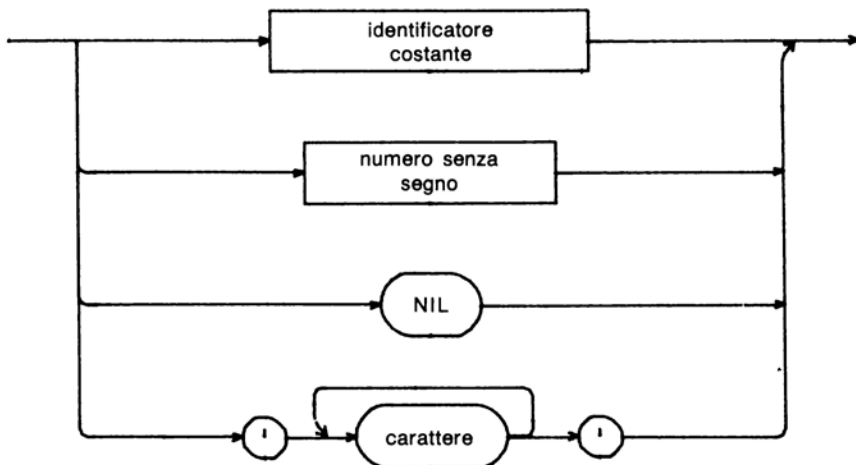 identificatore
costante
numero senza
segno
NIL
' carattere '